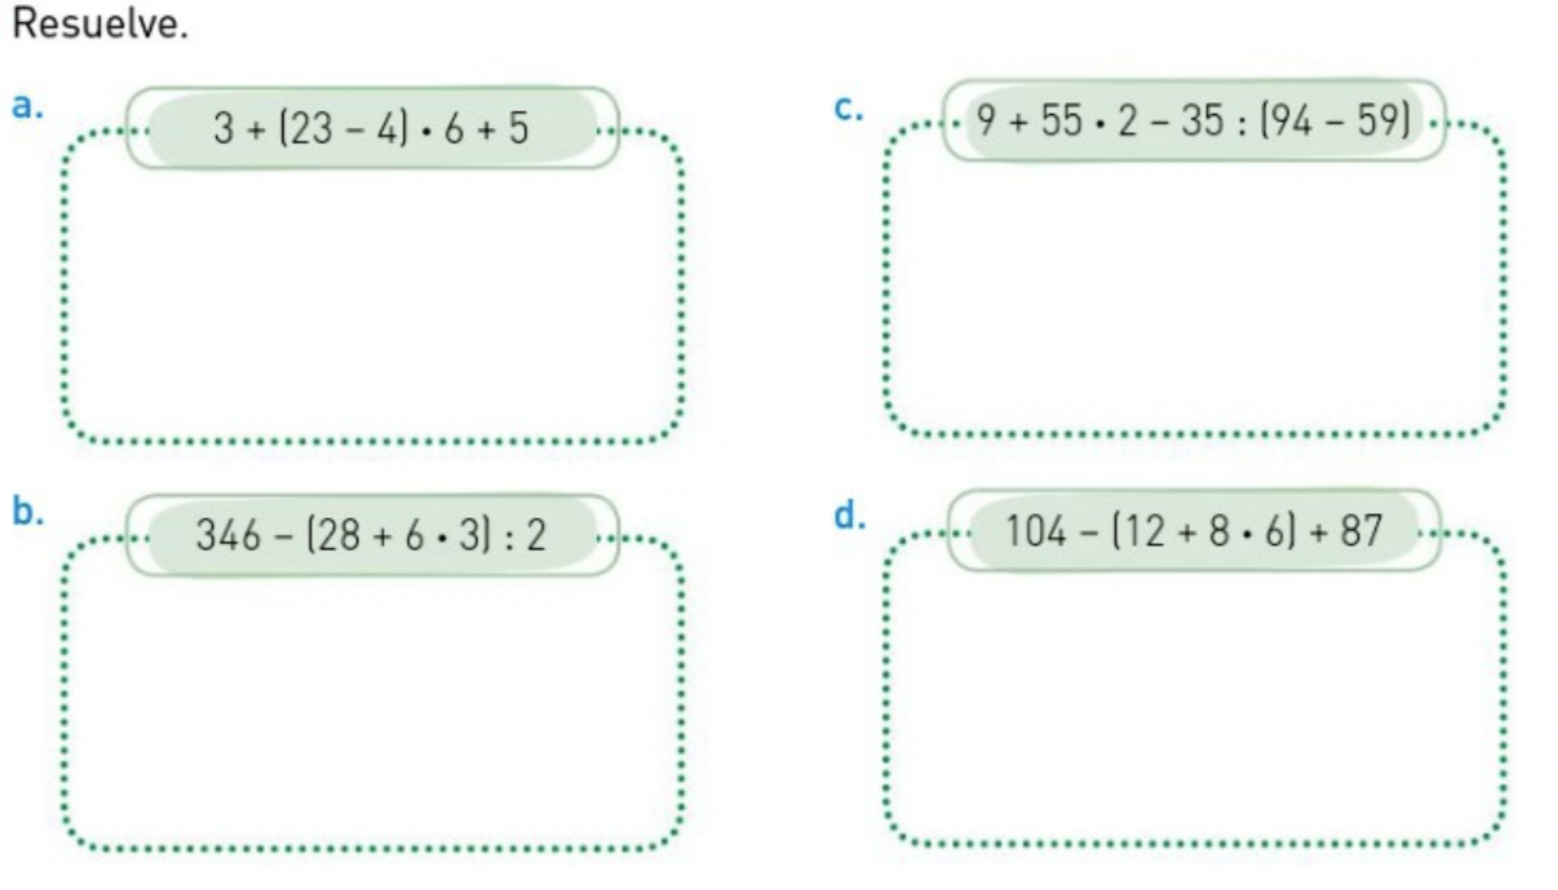 Resuelve.
a.
3 + (23 – 4) • 6 + 5
c.
9 + 55 • 2 – 35 : (94 – 59)
b.
346 – (28 + 6 • 3) : 2
d.
104 – (12 + 8 • 6) + 87